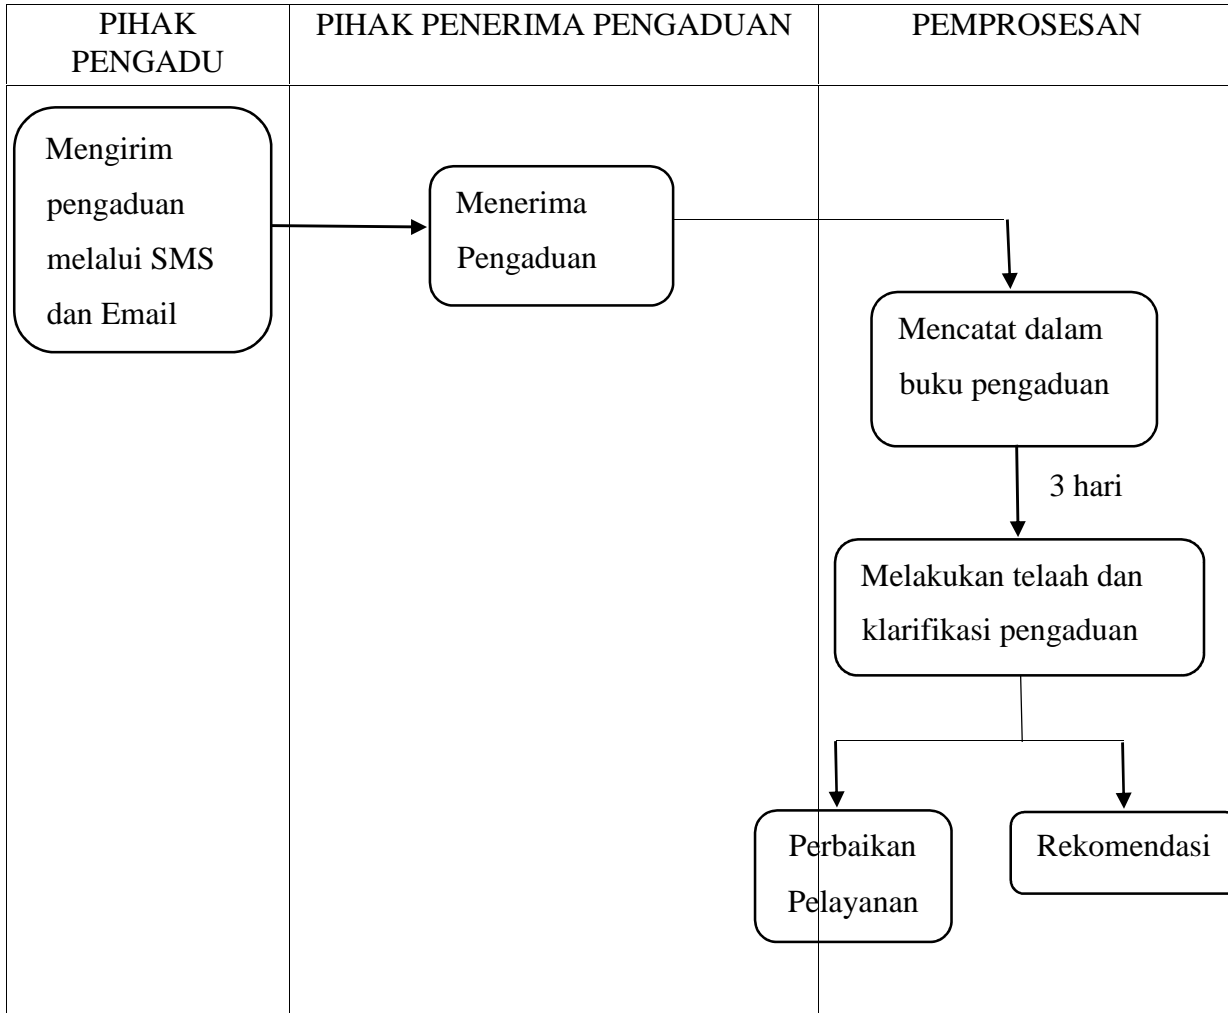 PIHAK
PENGADU
PIHAK PENERIMA PENGADUAN
PEMPROSESAN
Mengirim
pengaduan
melalui SMS
dan Email
Menerima
Pengaduan
Mencatat dalam
buku pengaduan
3 hari
Melakukan telaah dan
klarifikasi pengaduan
Perbaikan
Pelayanan
Rekomendasi